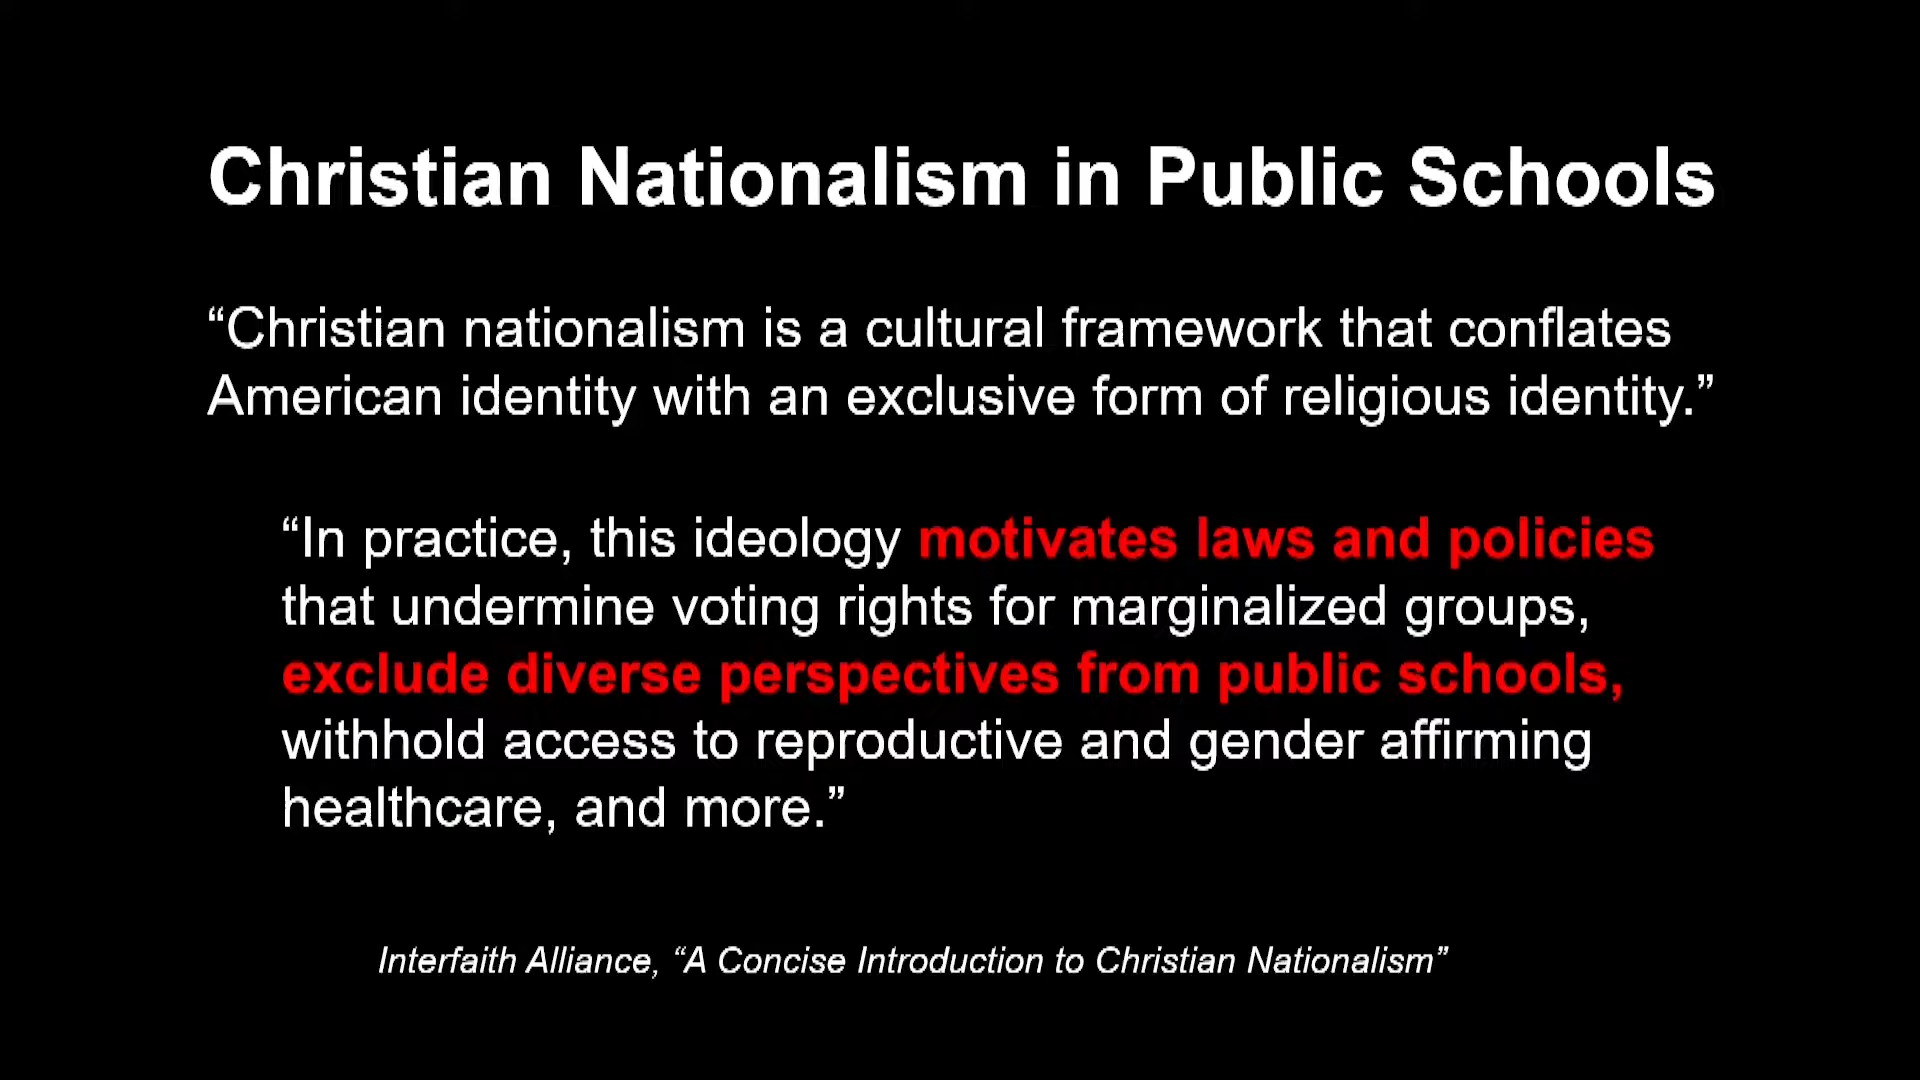 Christian Nationalism in Public Schools
“Christian nationalism is a cultural framework that conflates
American identity with an exclusive form of religious identity.”
“In practice, this ideology motivates laws and policies
that undermine voting rights for marginalized groups,
exclude diverse perspectives from public schools,
withhold access to reproductive and gender affirming
healthcare, and more.”
Interfaith Alliance, “A Concise Introduction to Christian Nationalism”